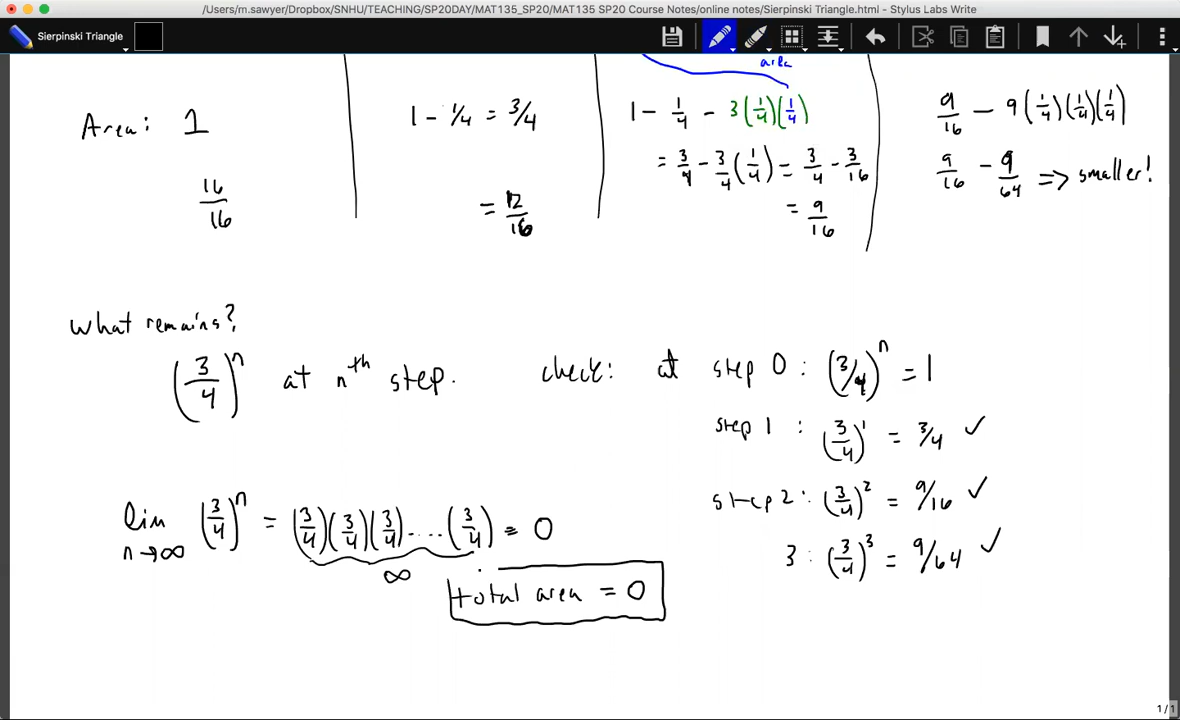 /Users/m.sawyer/Dropbox/SNHU/TEACHING/SP20DAY/MAT135_SP20/MAT135 SP20 Course Notes/online notes/Sierpinski Triangle.html - Stylus Labs Write
Sierpinski Triangle
area
Area: 1
16/16
1 - 1/4 = 3/4
= 12/16
1 - 1/4 - 3(1/4)(1/4)
= 3/4 - 3/4(1/4) = 3/4 - 3/16
= 9/16
9/16 - 9(1/4)(1/4)(1/4)
9/16 - 9/64 => smaller!
What remains?
(3/4)^n at n^th step.
check: at step 0: (3/4)^n = 1
step 1: (3/4)^1 = 3/4 ✓
step 2: (3/4)^2 = 9/16 ✓
3: (3/4)^3 = 9/64 ✓
lim n→∞ (3/4)^n = (3/4)(3/4)(3/4)....(3/4) = 0
∞
total area = 0
1/1